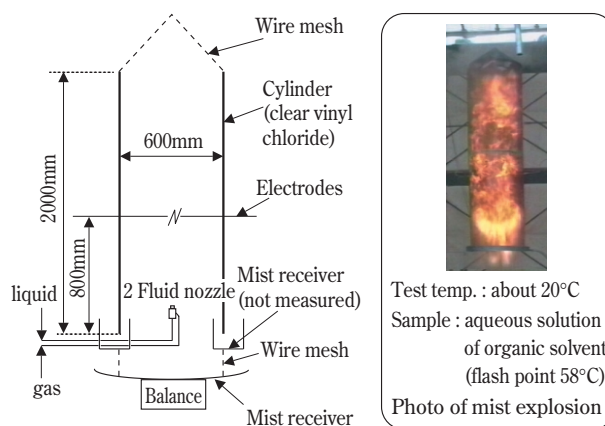 Wire mesh
Cylinder
(clear vinyl
chloride)
600mm
2000mm
Electrodes
800mm
liquid
2 Fluid nozzle
Mist receiver
(not measured)
Wire mesh
gas
Balance
Mist receiver
Test temp. : about 20°C
Sample : aqueous solution
of organic solvent
(flash point 58°C)
Photo of mist explosion